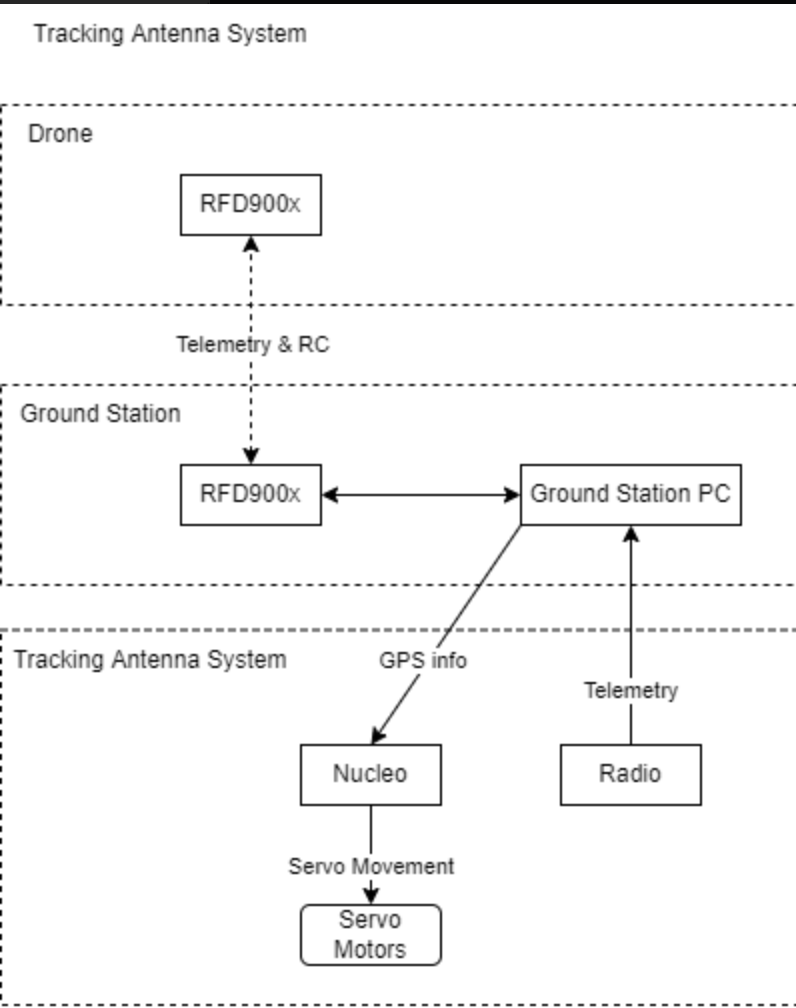 Tracking Antenna System
Drone
RFD900x
Telemetry & RC
Ground Station
RFD900x
Ground Station PC
Tracking Antenna System
GPS info
Telemetry
Nucleo
Radio
Servo Movement
Servo
Motors